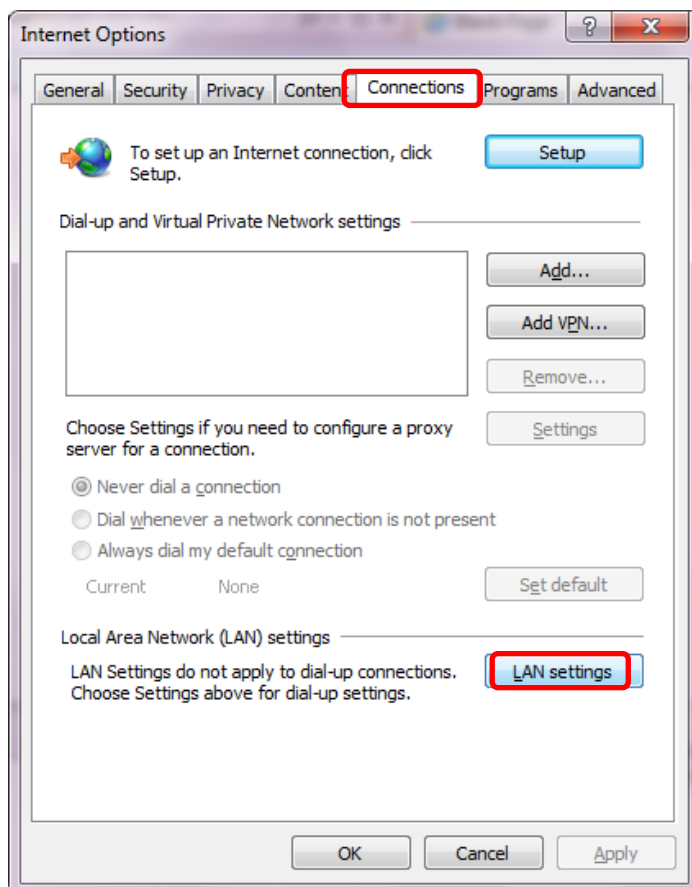 Internet Options
General Security Privacy Content Connections Programs Advanced
To set up an Internet connection, click
Setup.
Setup
Dial-up and Virtual Private Network settings
Add...
Add VPN...
Remove...
Choose Settings if you need to configure a proxy
server for a connection.
Settings
Never dial a connection
Dial whenever a network connection is not present
Always dial my default connection
Current None
Set default
Local Area Network (LAN) settings
LAN Settings do not apply to dial-up connections.
Choose Settings above for dial-up settings.
LAN settings
OK Cancel Apply